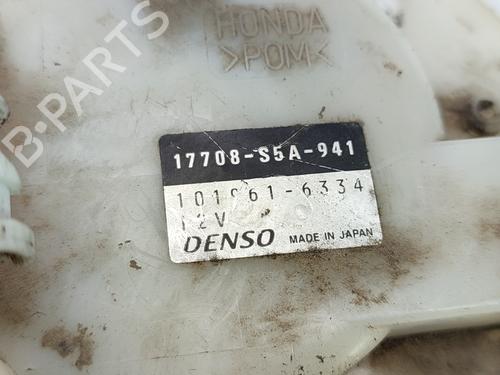 HONDA
>POM<
B-PARTS
17708-S5A-941
101961-6334
12V
DENSO MADE IN JAPAN